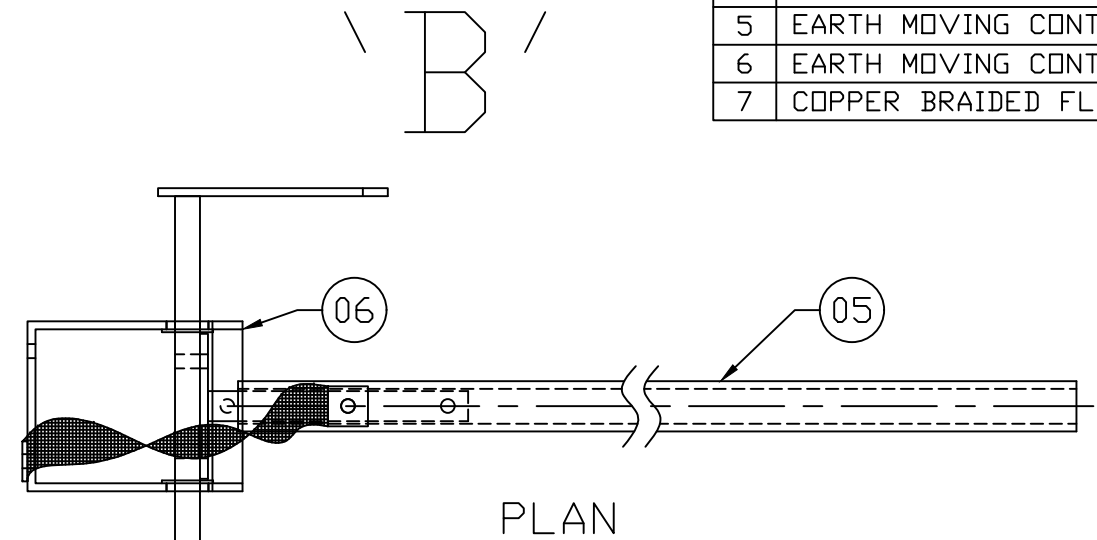 B
5 EARTH MOVING CONT
6 EARTH MOVING CONT
7 COPPER BRAIDED FL
06
05
PLAN